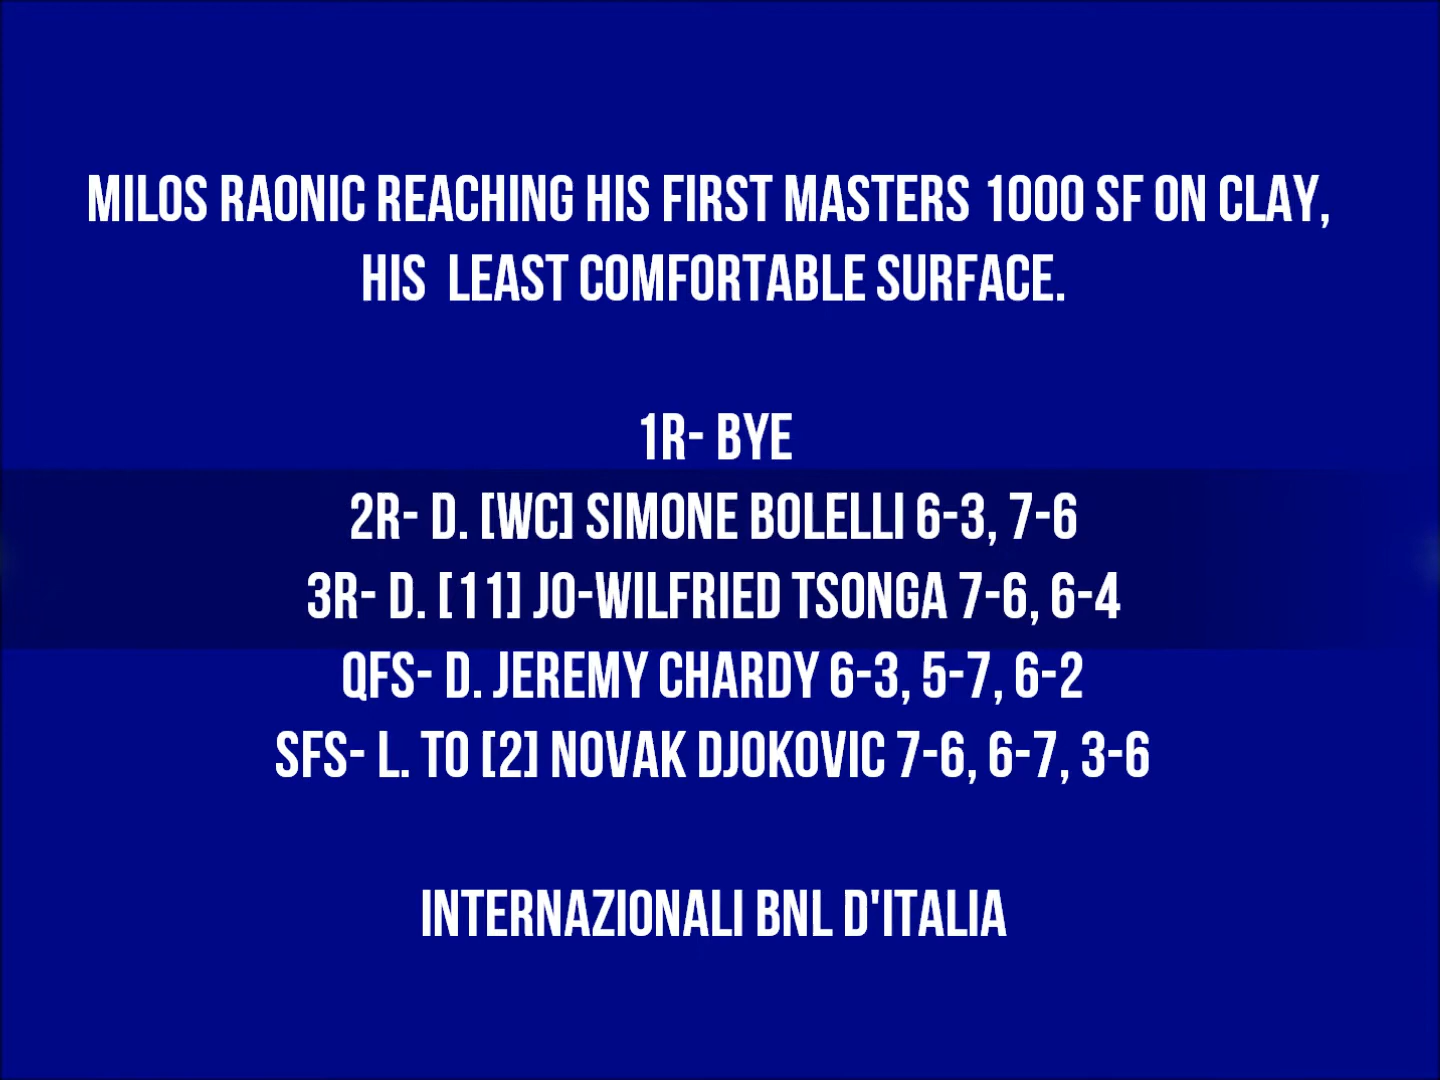 MILOS RAONIC REACHING HIS FIRST MASTERS 1000 SF ON CLAY,
HIS LEAST COMFORTABLE SURFACE.
1R- BYE
2R- D. [WC] SIMONE BOLELLI 6-3, 7-6
3R- D. [11] JO-WILFRIED TSONGA 7-6, 6-4
QFS- D. JEREMY CHARDY 6-3, 5-7, 6-2
SFS- L. TO [2] NOVAK DJOKOVIC 7-6, 6-7, 3-6
INTERNAZIONALI BNL D'ITALIA